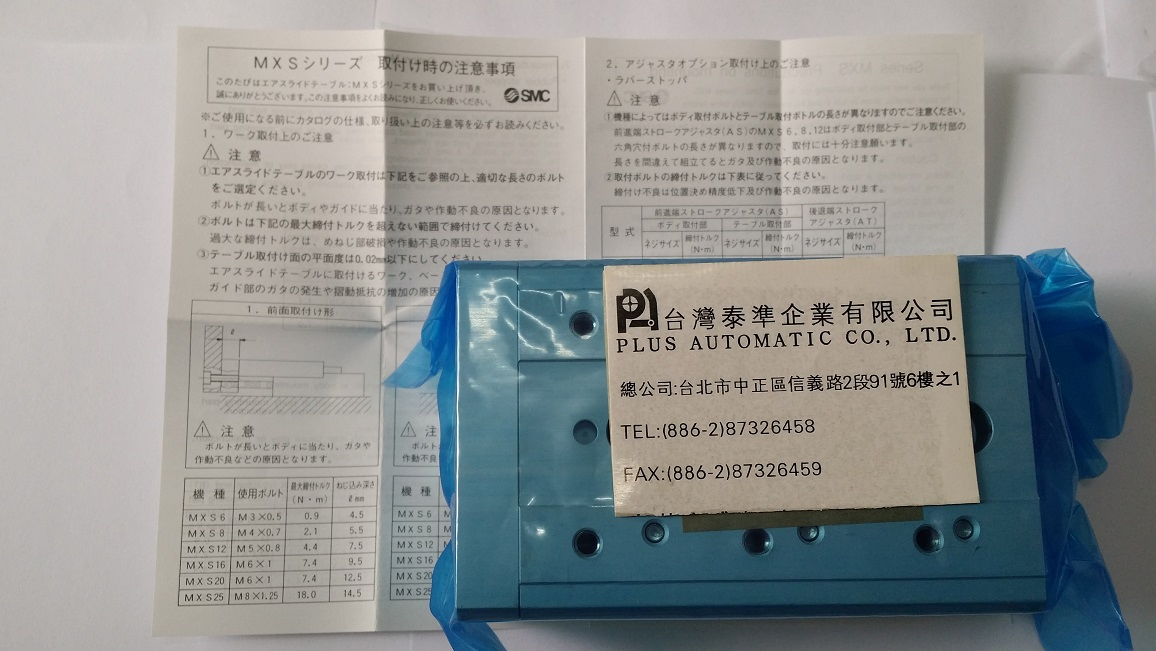 MXSシリーズ 取付け時の注意事項
このたびはエアスライドテーブル:MXSシリーズをお買い上げ頂き、
誠にありがとうございます。この注意事項をよくお読みになり、正しくお使いください。
SMC
※ご使用になる前にカタログの仕様、取り扱い上の注意等を必ずお読みください。
1．ワーク取付上のご注意
注意
①エアスライドテーブルのワーク取付は下記をご参照の上、適切な長さのボルト
をご選定ください。
ボルトが長いとボディやガイドに当たり、ガタや作動不良の原因となります。
②ボルトは下記の最大締付トルクを超えない範囲で締付けてください。
過大な締付トルクは、めねじ部破損や作動不良の原因となります。
③テーブル取付け面の平面度は0.02㎜以下にしてください。
エアスライドテーブルに取付けるワーク、ベー
ガイド部のガタの発生や摺動抵抗の増加の原因
1．前面取付け形
ℓ
注意
ボルトが長いとボディに当たり、ガタや
作動不良などの原因となります。
機種 使用ボルト 最大締付トルク(N・m) ねじ込み深さℓmm
MXS6 M3×0.5 0.9 4.5
MXS8 M4×0.7 2.1 5.5
MXS12 M5×0.8 4.4 7.5
MXS16 M6×1 7.4 9.5
MXS20 M6×1 7.4 12.5
MXS25 M8×1.25 18.0 14.5
注
ボルト
作動不良
機種
MXS6
MXS8
MXS12
MXS16
MXS20
MXS25
2．アジャスタオプション取付け上のご注意
・ラバーストッパ
注意
①機種によってはボディ取付ボルトとテーブル取付ボトルの長さが異なりますのでご注意ください。
前進端ストロークアジャスタ(AS)のMXS6,8,12はボディ取付部とテーブル取付部の
六角穴付ボルトの長さが異なりますので、取付には十分注意願います。
長さを間違えて組立てるとガタ及び作動不良の原因となります。
②取付ボルトの締付トルクは下表に従ってください。
締付け不良は位置決め精度低下及び作動不良の原因となります。
型式 前進端ストロークアジャスタ(AS) 後退端ストロークアジャスタ(AT)
ボディ取付部 テーブル取付部
ネジサイズ 締付トルク(N・m) ネジサイズ 締付トルク(N・m) ネジサイズ 締付トルク(N・m)
台灣泰準企業有限公司
PLUS AUTOMATIC CO., LTD.
總公司:台北市中正區信義路2段91號6樓之1
TEL:(886-2)87326458
FAX:(886-2)87326459